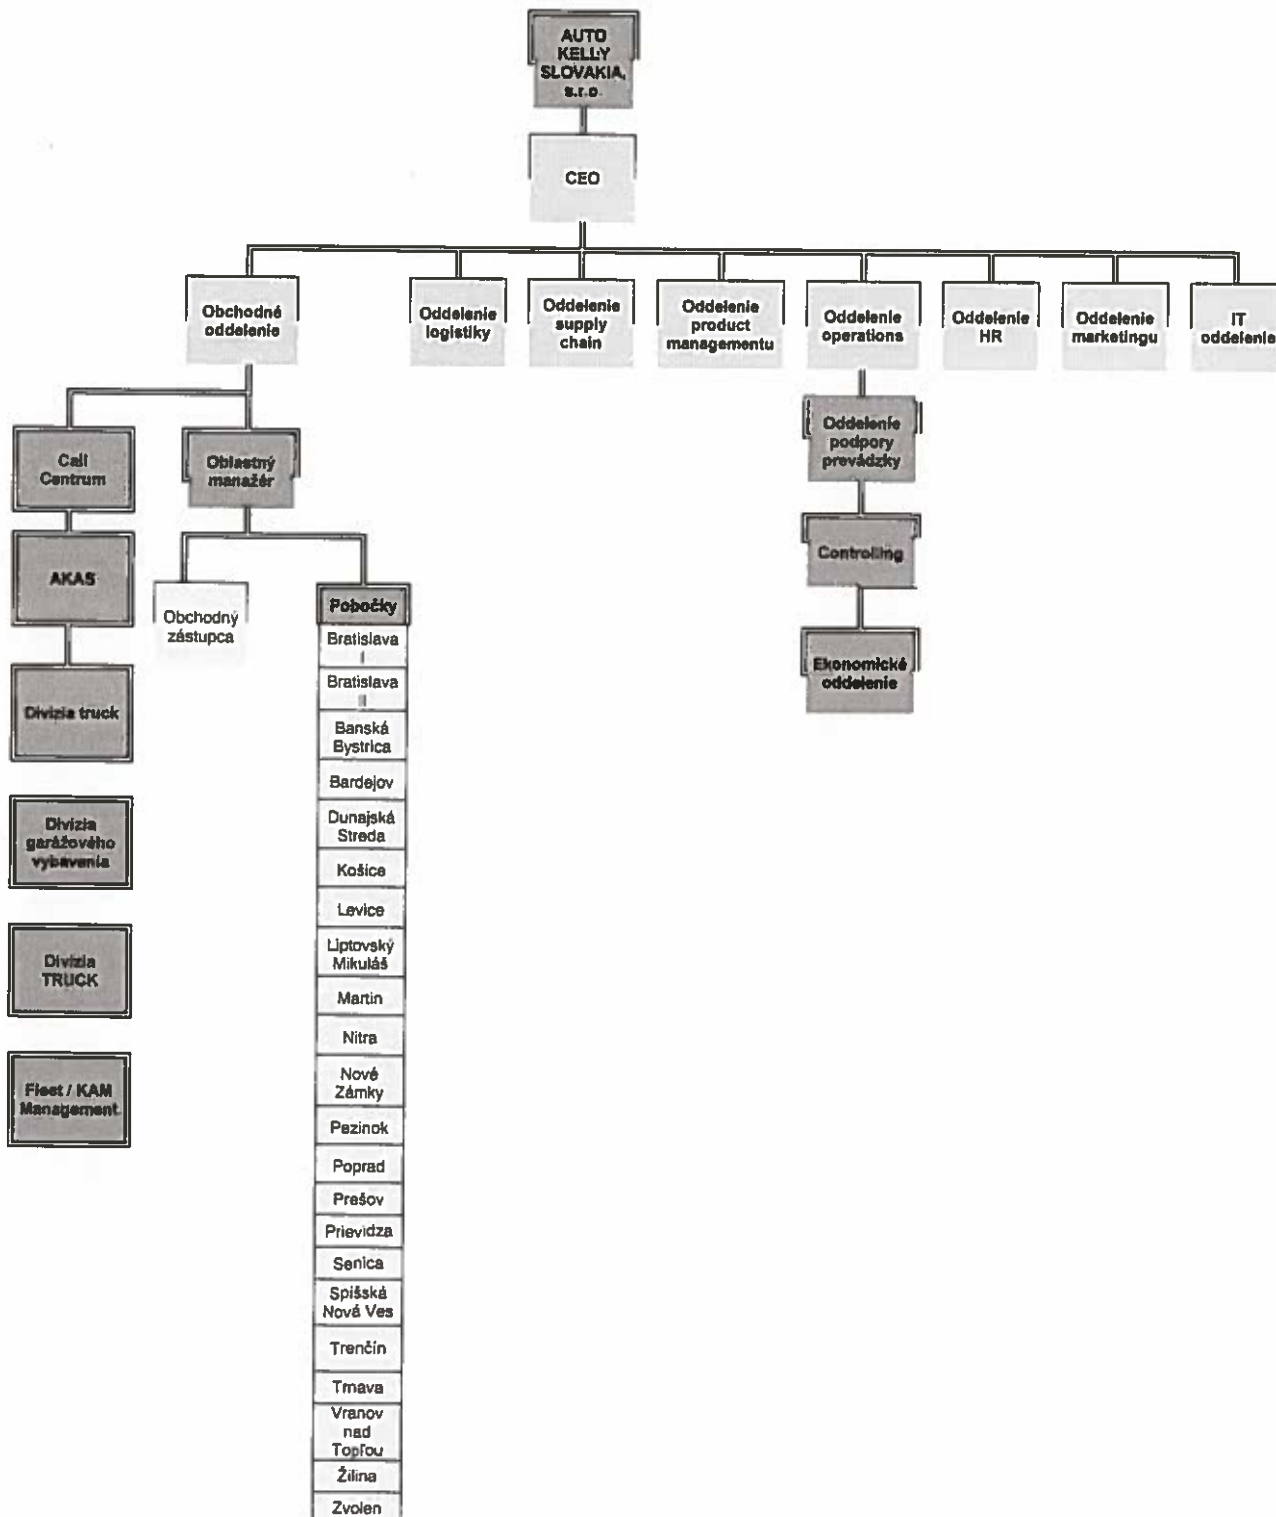 AUTO
KELLY
SLOVAKIA,
s.r.o.
CEO
Obchodné
oddelenie
Oddelenie
logistiky
Oddelenie
supply
chain
Oddelenie
product
managementu
Oddelenie
operations
Oddelenie
HR
Oddelenie
marketingu
IT
oddelenie
Call
Centrum
Oblastný
manažér
Oddelenie
podpory
prevádzky
AKAS
Controlling
Obchodný
zástupca
Pobočky
Ekonomické
oddelenie
Divízia truck
Divízia
garážového
vybavenia
Divízia
TRUCK
Fleet / KAM
Management
Bratislava
I
Bratislava
II
Banská
Bystrica
Bardejov
Dunajská
Streda
Košice
Levice
Liptovský
Mikuláš
Martin
Nitra
Nové
Zámky
Pezinok
Poprad
Prešov
Prievidza
Senica
Spišská
Nová Ves
Trenčín
Trnava
Vranov
nad
Topľou
Žilina
Zvolen